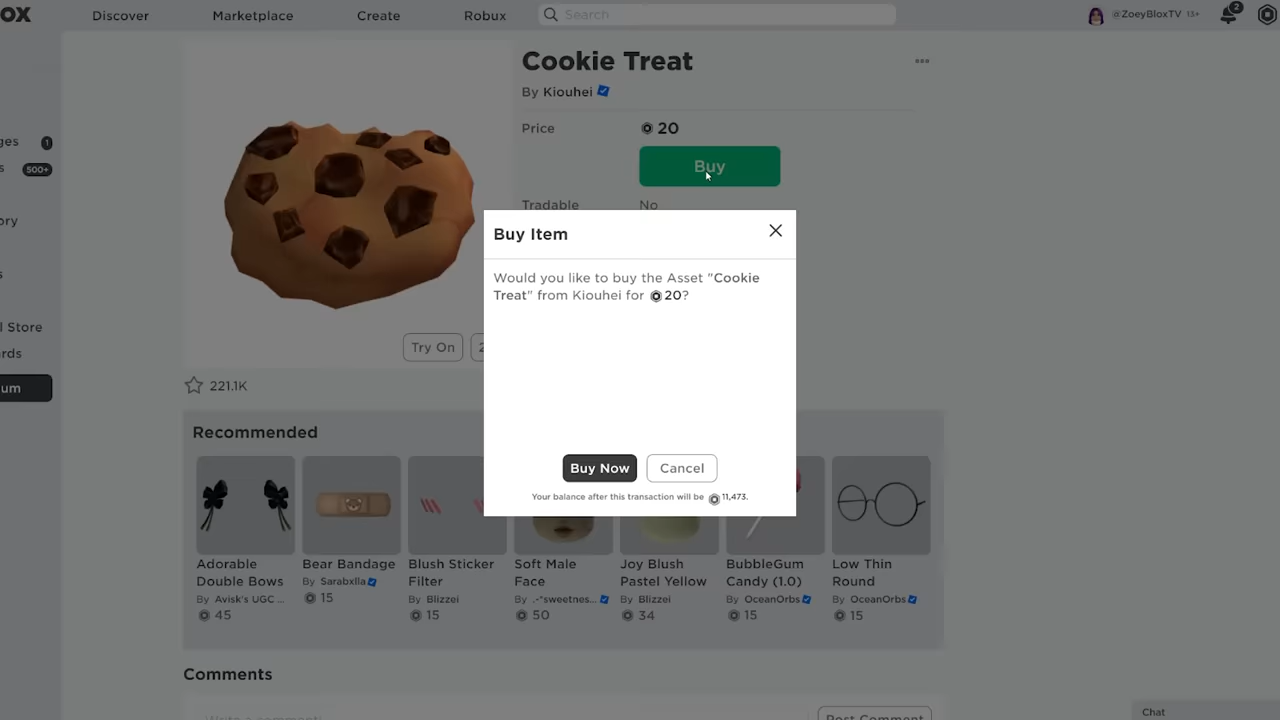 OX Discover Marketplace Create Robux Search @ZoeyBloxTV 13+ 2
Cookie Treat
By Kiouhei
Price 20
Buy
Tradable No
ges 1
s 500+
ory
s
l Store
rds
um
Try On 2
221.1K
Buy Item
Would you like to buy the Asset "Cookie
Treat" from Kiouhei for 20?
Buy Now Cancel
Your balance after this transaction will be 11,473.
Recommended
Adorable
Double Bows
By Avisk's UGC ...
45
Bear Bandage
By Sarabxlla
15
Blush Sticker
Filter
By Blizzei
15
Soft Male
Face
By .-*sweetnes...
50
Joy Blush
Pastel Yellow
By Blizzei
34
BubbleGum
Candy (1.0)
By OceanOrbs
15
Low Thin
Round
By OceanOrbs
15
Comments
Write a comment!
Post Comment
Chat